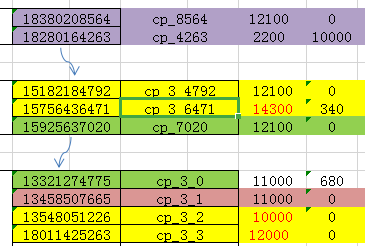 18380208564 cp_8564 12100 0
18280164263 cp_4263 2200 10000
15182184792 cp_3_4792 12100 0
15756436471 cp_3_6471 14300 340
15925637020 cp_7020 12100 0
13321274775 cp_3_0 11000 680
13458507665 cp_3_1 11000 0
13548051226 cp_3_2 10000 0
18011425263 cp_3_3 12000 0